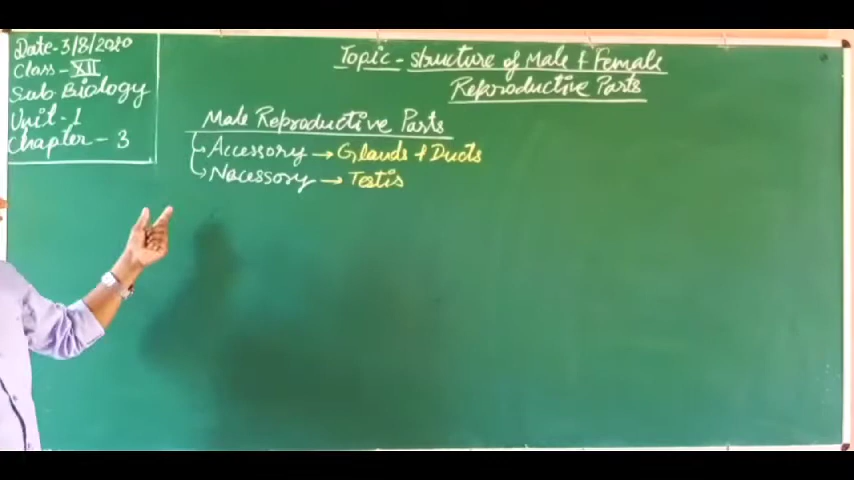 Date-3/8/2020
Class-XII
Sub-Biology
Unit-1
Chapter-3
Topic-structure of Male & Female
Reproductive Parts
Male Reproductive Parts
Accessory → Glands & Ducts
Necessory → Testis